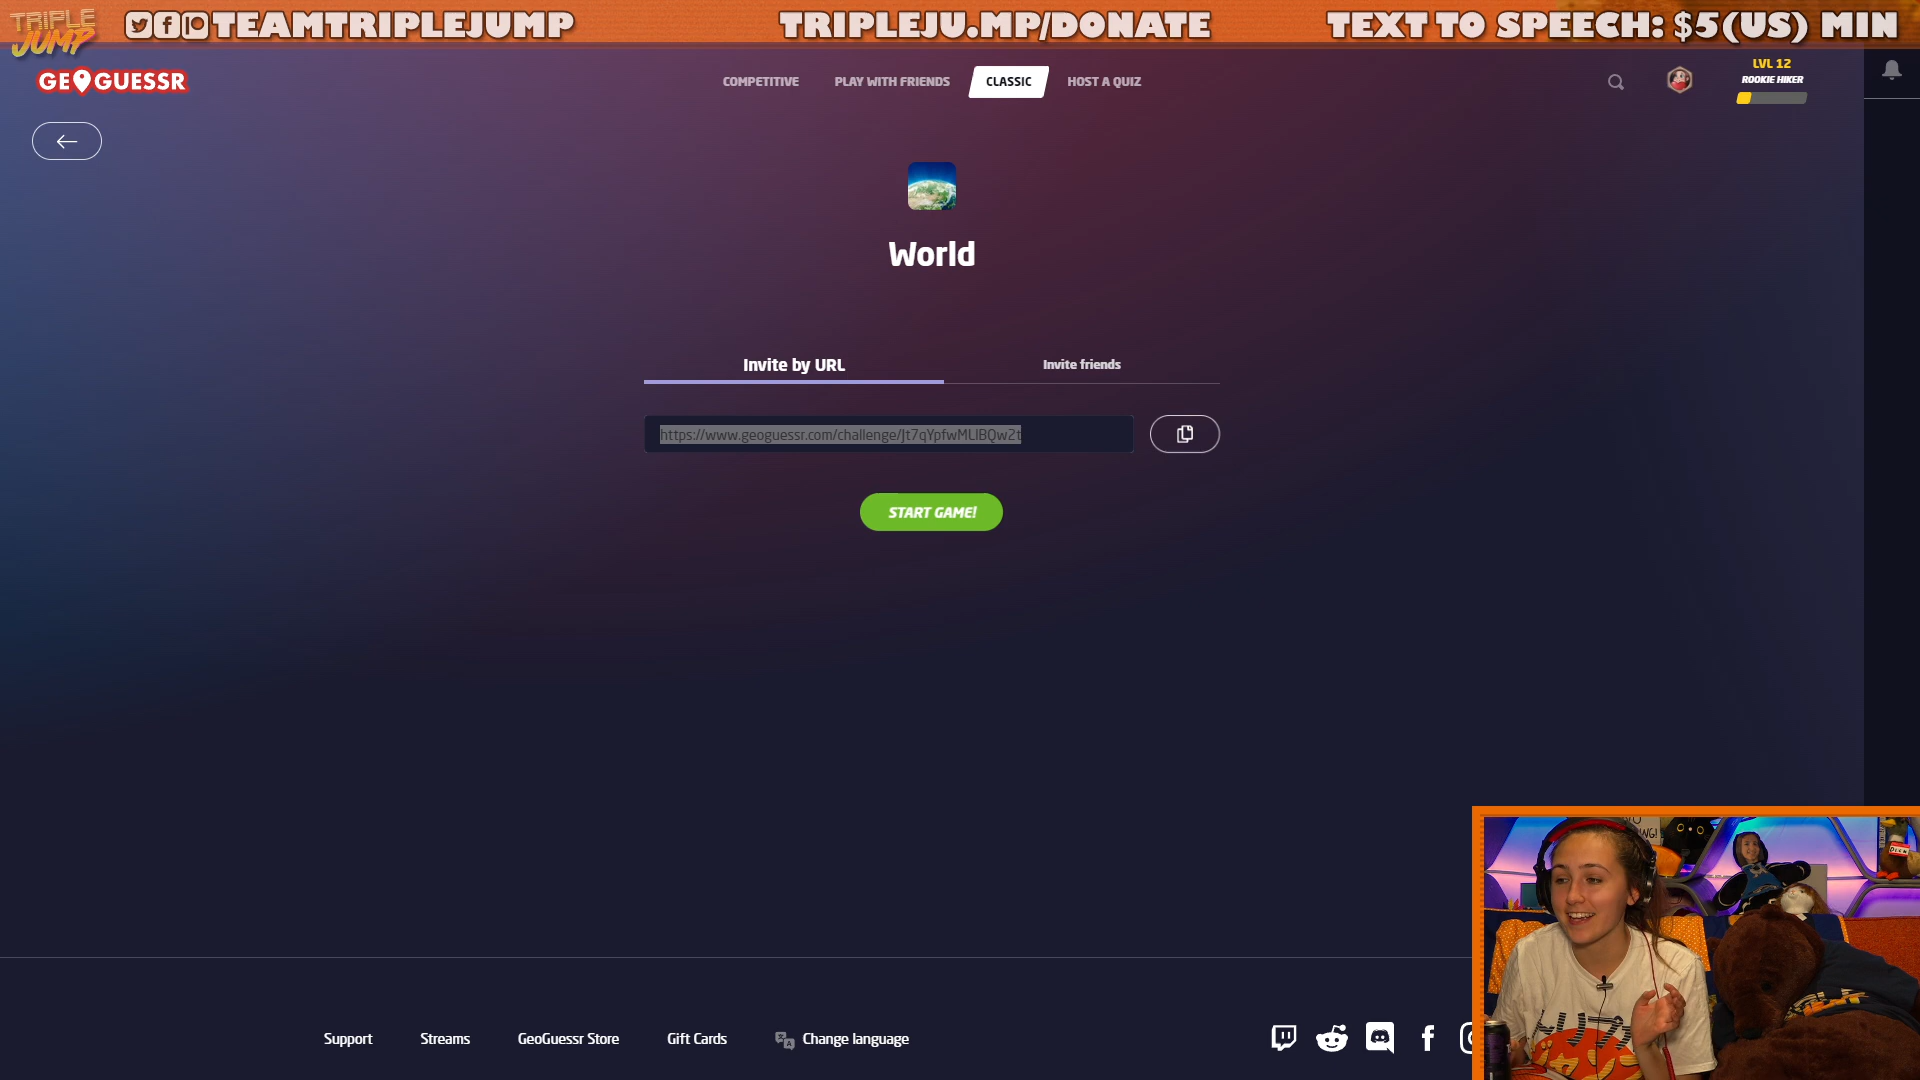 TRIPLE JUMP
TEAMTRIPLEJUMP
TRIPLEJU.MP/DONATE
TEXT TO SPEECH: $5(US) MIN
GEOGUESSR
COMPETITIVE
PLAY WITH FRIENDS
CLASSIC
HOST A QUIZ
LVL 12
ROOKIE HIKER
World
Invite by URL
Invite friends
https://www.geoguessr.com/challenge/Jt7qYpfwMLlBQw2t
START GAME!
Support
Streams
GeoGuessr Store
Gift Cards
Change language